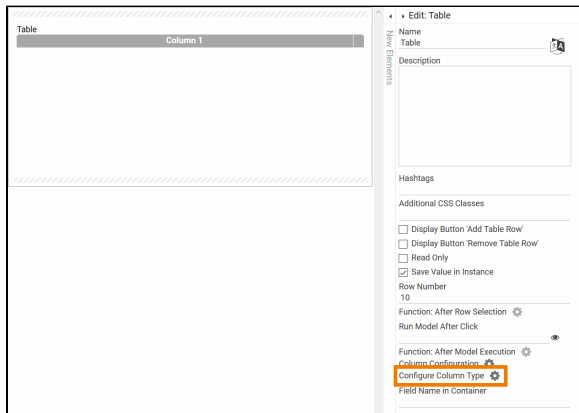 Table
Column 1
New Elements
Edit: Table
Name
Table
Description
Hashtags
Additional CSS Classes
Display Button 'Add Table Row'
Display Button 'Remove Table Row'
Read Only
Save Value in Instance
Row Number
10
Function: After Row Selection
Run Model After Click
Function: After Model Execution
Column Configuration
Configure Column Type
Field Name in Container